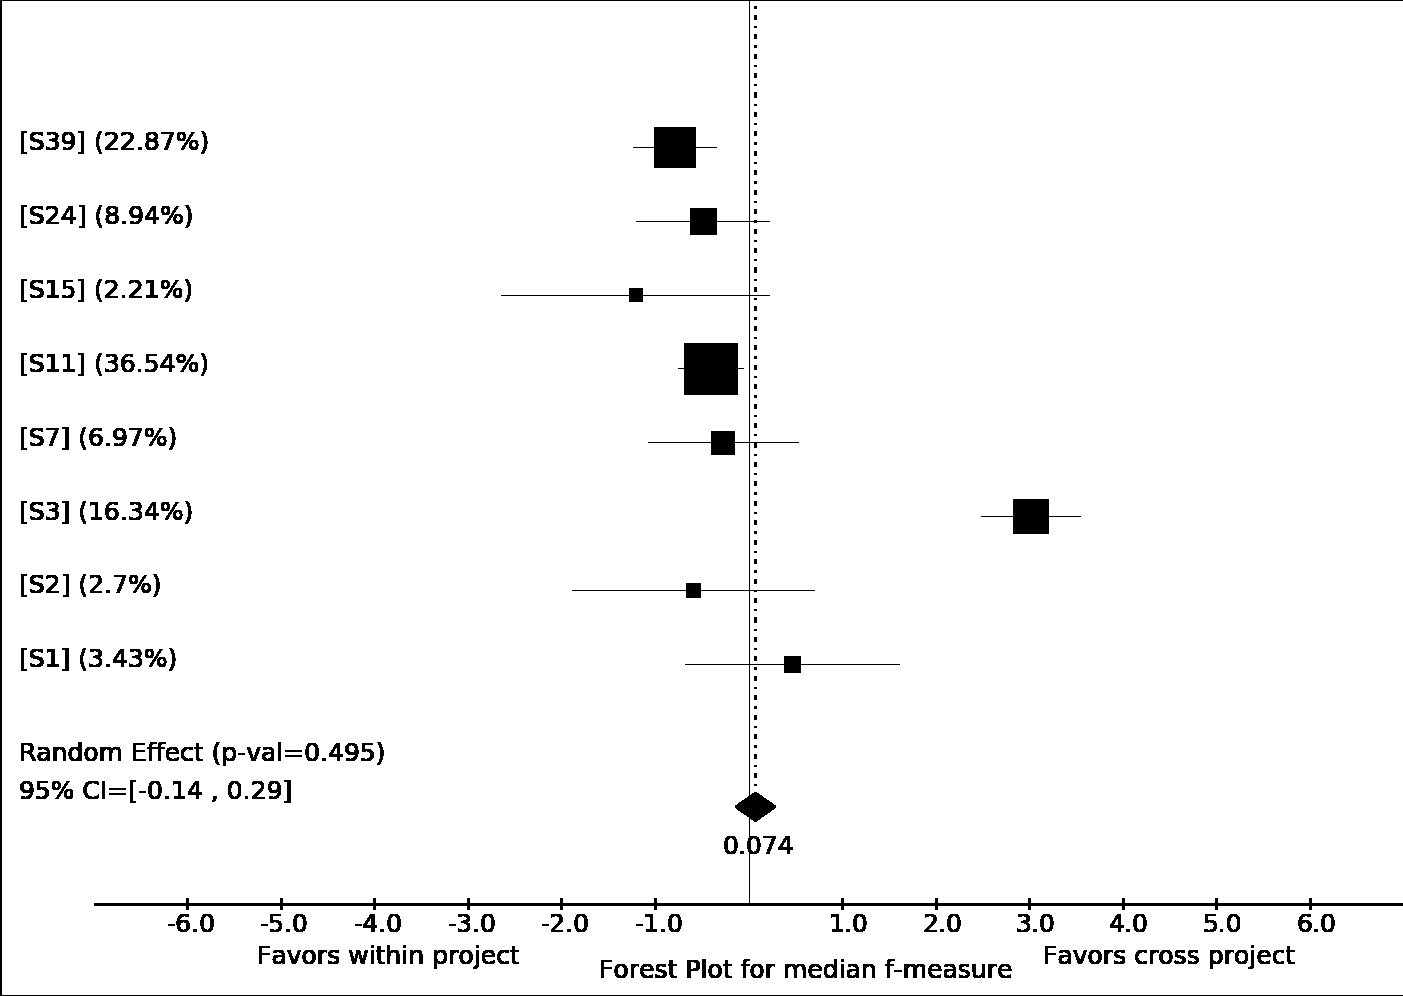 [S39] (22.87%)
[S24] (8.94%)
[S15] (2.21%)
[S11] (36.54%)
[S7] (6.97%)
[S3] (16.34%)
[S2] (2.7%)
[S1] (3.43%)
Random Effect (p-val=0.495)
95% CI=[-0.14 , 0.29]
0.074
-6.0 -5.0 -4.0 -3.0 -2.0 -1.0 1.0 2.0 3.0 4.0 5.0 6.0
Favors within project Favors cross project
Forest Plot for median f-measure